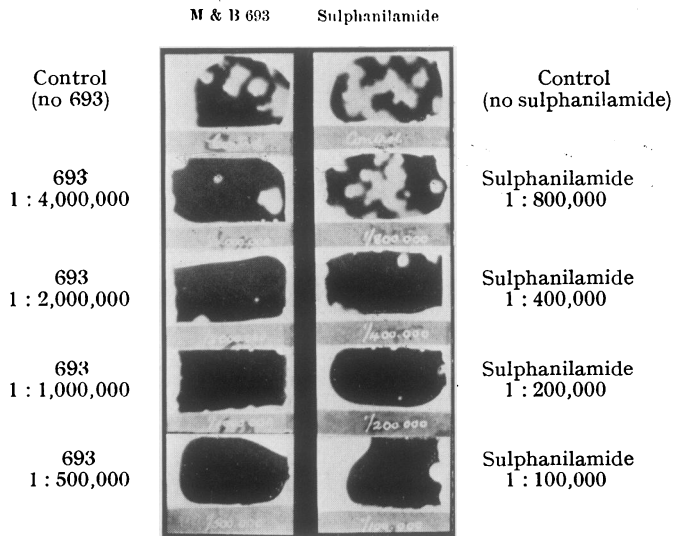 M & B 693 Sulphanilamide
Control
(no 693)
Control
(no sulphanilamide)
Control
693
1 : 4,000,000
Sulphanilamide
1 : 800,000
1/800.000
693
1 : 2,000,000
Sulphanilamide
1 : 400,000
1/400.000
693
1 : 1,000,000
Sulphanilamide
1 : 200,000
1/200 000
693
1 : 500,000
Sulphanilamide
1 : 100,000